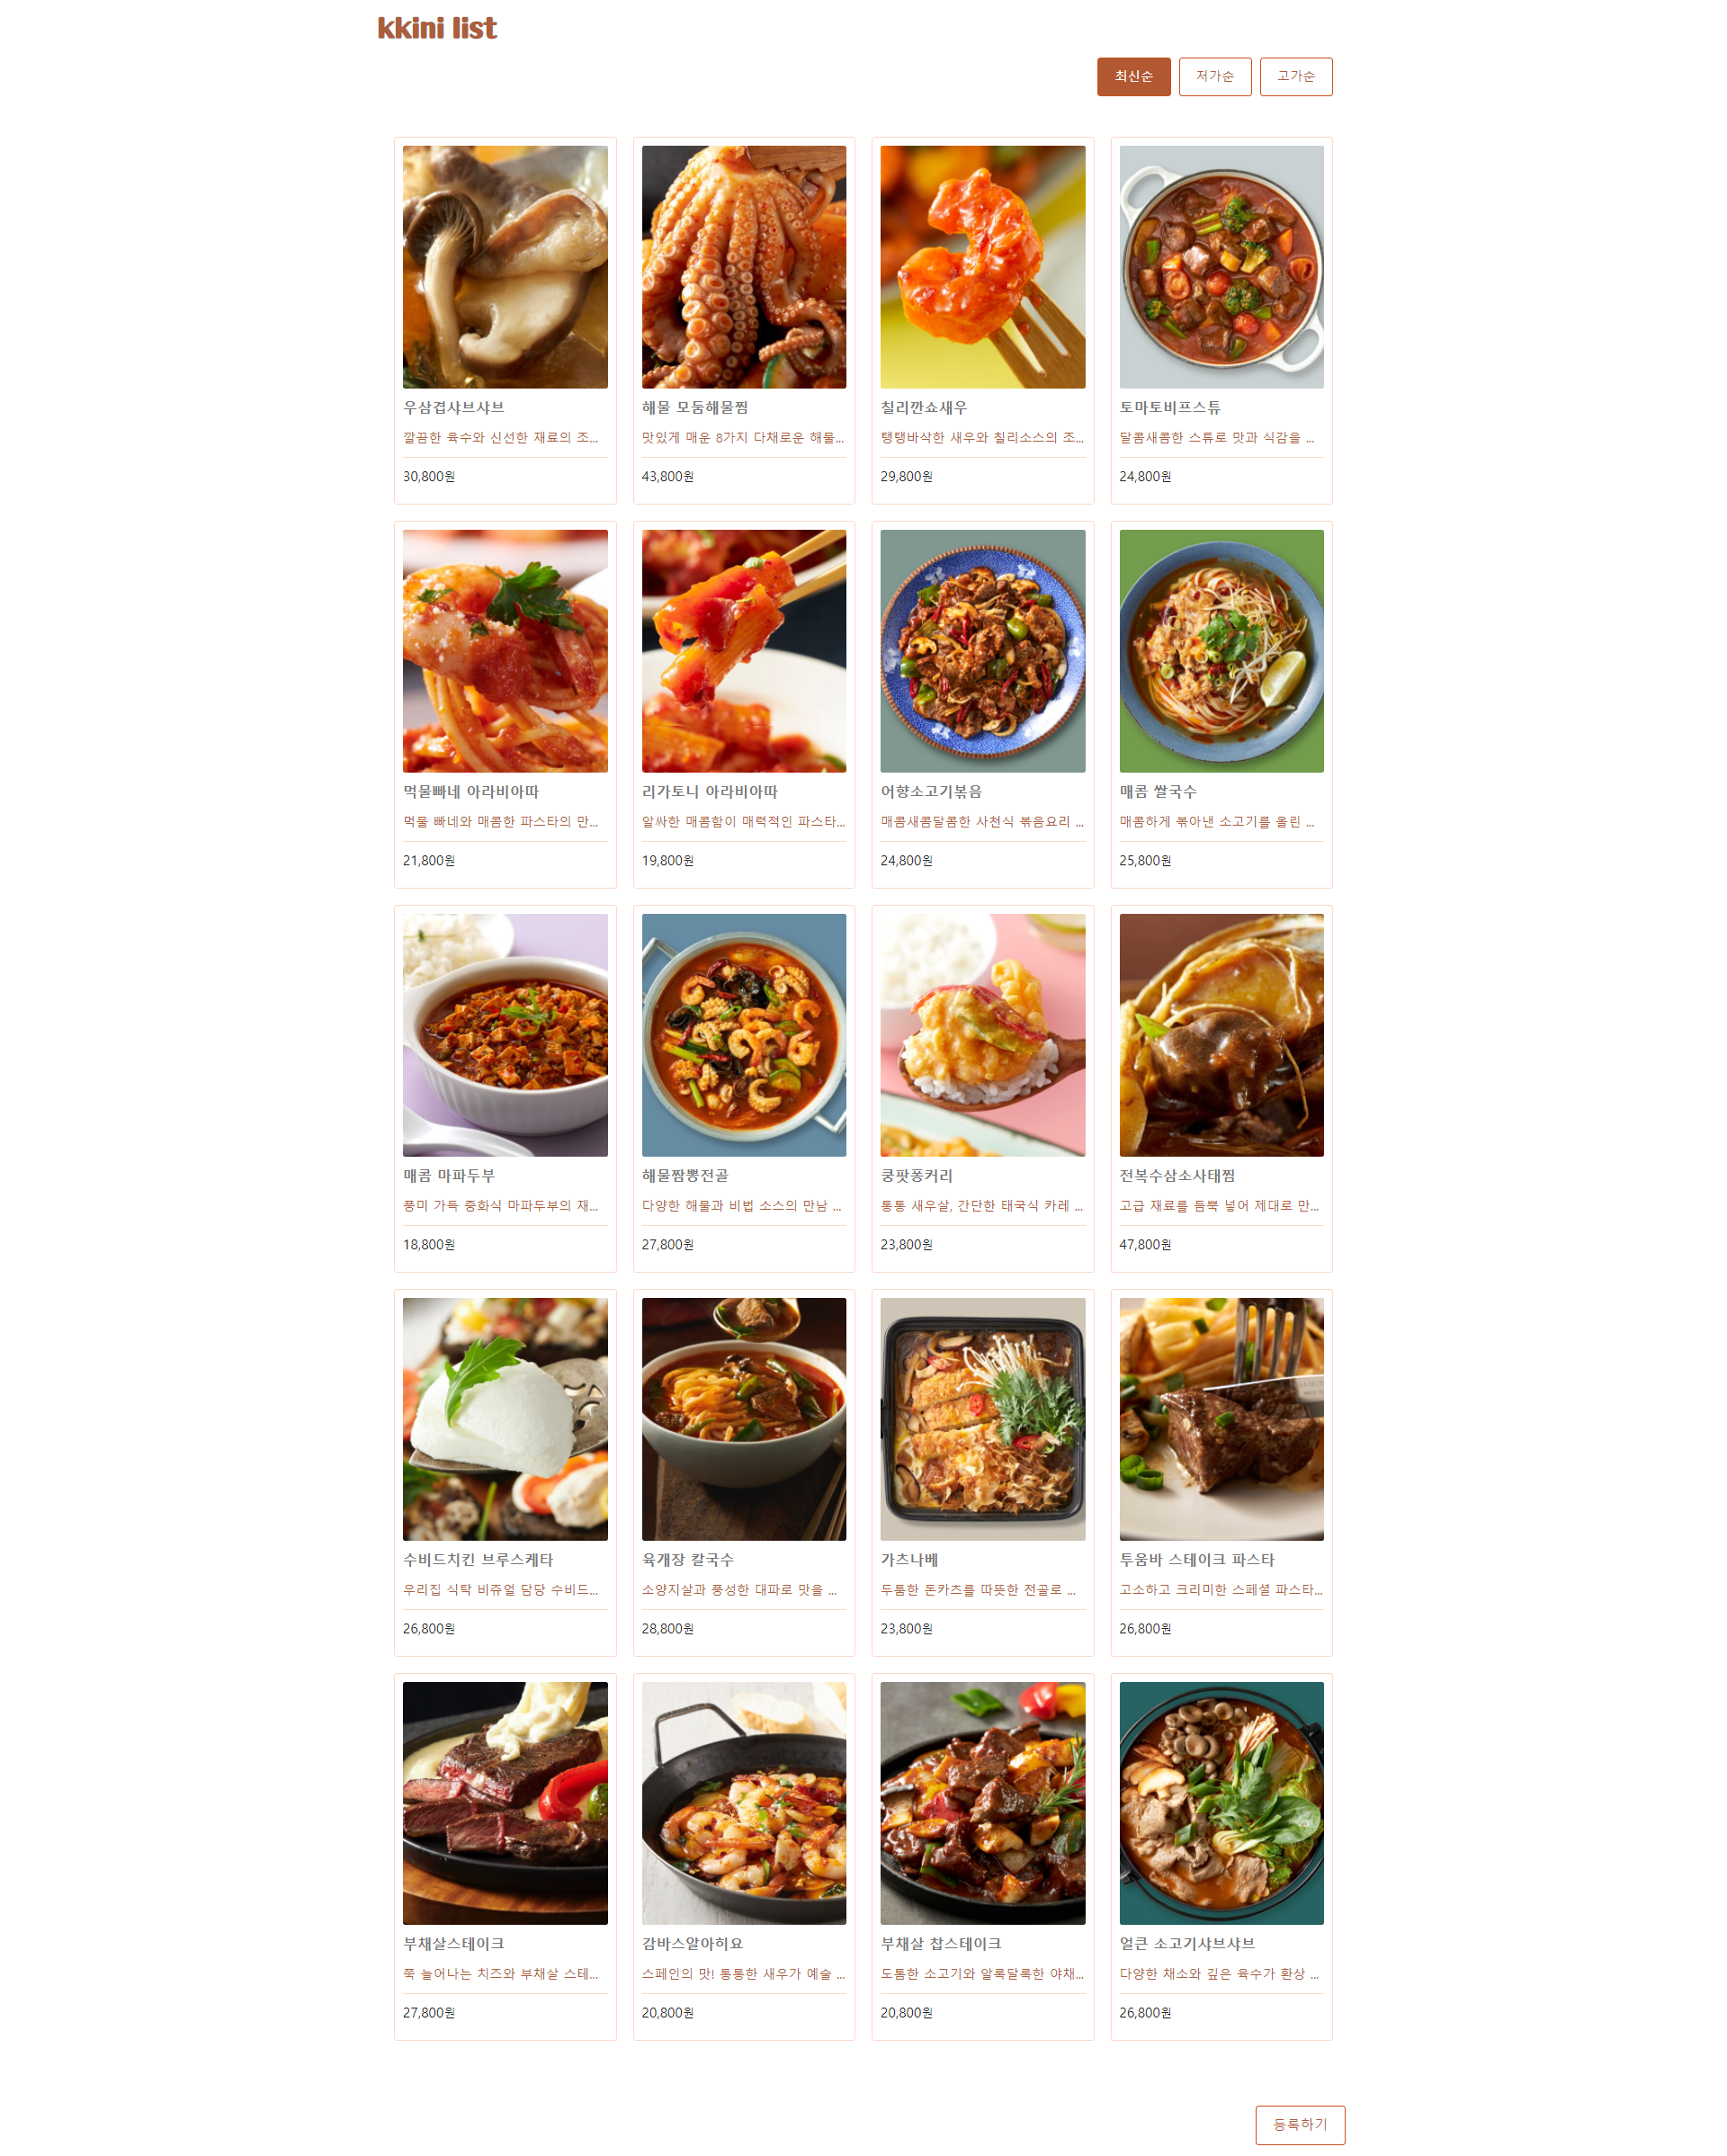 kkini list
최신순 저가순 고가순
우삼겹샤브샤브
깔끔한 육수와 신선한 재료의 조...
30,800원
해물 모둠해물찜
맛있게 매운 8가지 다채로운 해물...
43,800원
칠리깐쇼새우
탱탱바삭한 새우와 칠리소스의 조...
29,800원
토마토비프스튜
달콤새콤한 스튜로 맛과 식감을 ...
24,800원
먹물빠네 아라비아따
먹물 빠네와 매콤한 파스타의 만...
21,800원
리가토니 아라비아따
알싸한 매콤함이 매력적인 파스타...
19,800원
어향소고기볶음
매콤새콤달콤한 사천식 볶음요리 ...
24,800원
매콤 쌀국수
매콤하게 볶아낸 소고기를 올린 ...
25,800원
매콤 마파두부
풍미 가득 중화식 마파두부의 재...
18,800원
해물짬뽕전골
다양한 해물과 비법 소스의 만남 ...
27,800원
쿵팟퐁커리
통통 새우살, 간단한 태국식 카레 ...
23,800원
전복수삼소사태찜
고급 재료를 듬뿍 넣어 제대로 만...
47,800원
수비드치킨 브루스케타
우리집 식탁 비쥬얼 담당 수비드...
26,800원
육개장 칼국수
소양지살과 풍성한 대파로 맛을 ...
28,800원
가츠나베
두툼한 돈카츠를 따뜻한 전골로 ...
23,800원
투움바 스테이크 파스타
고소하고 크리미한 스페셜 파스타...
26,800원
부채살스테이크
쭉 늘어나는 치즈와 부채살 스테...
27,800원
감바스알아히요
스페인의 맛! 통통한 새우가 예술 ...
20,800원
부채살 찹스테이크
도톰한 소고기와 알록달록한 야채...
20,800원
얼큰 소고기샤브샤브
다양한 채소와 깊은 육수가 환상 ...
26,800원
등록하기